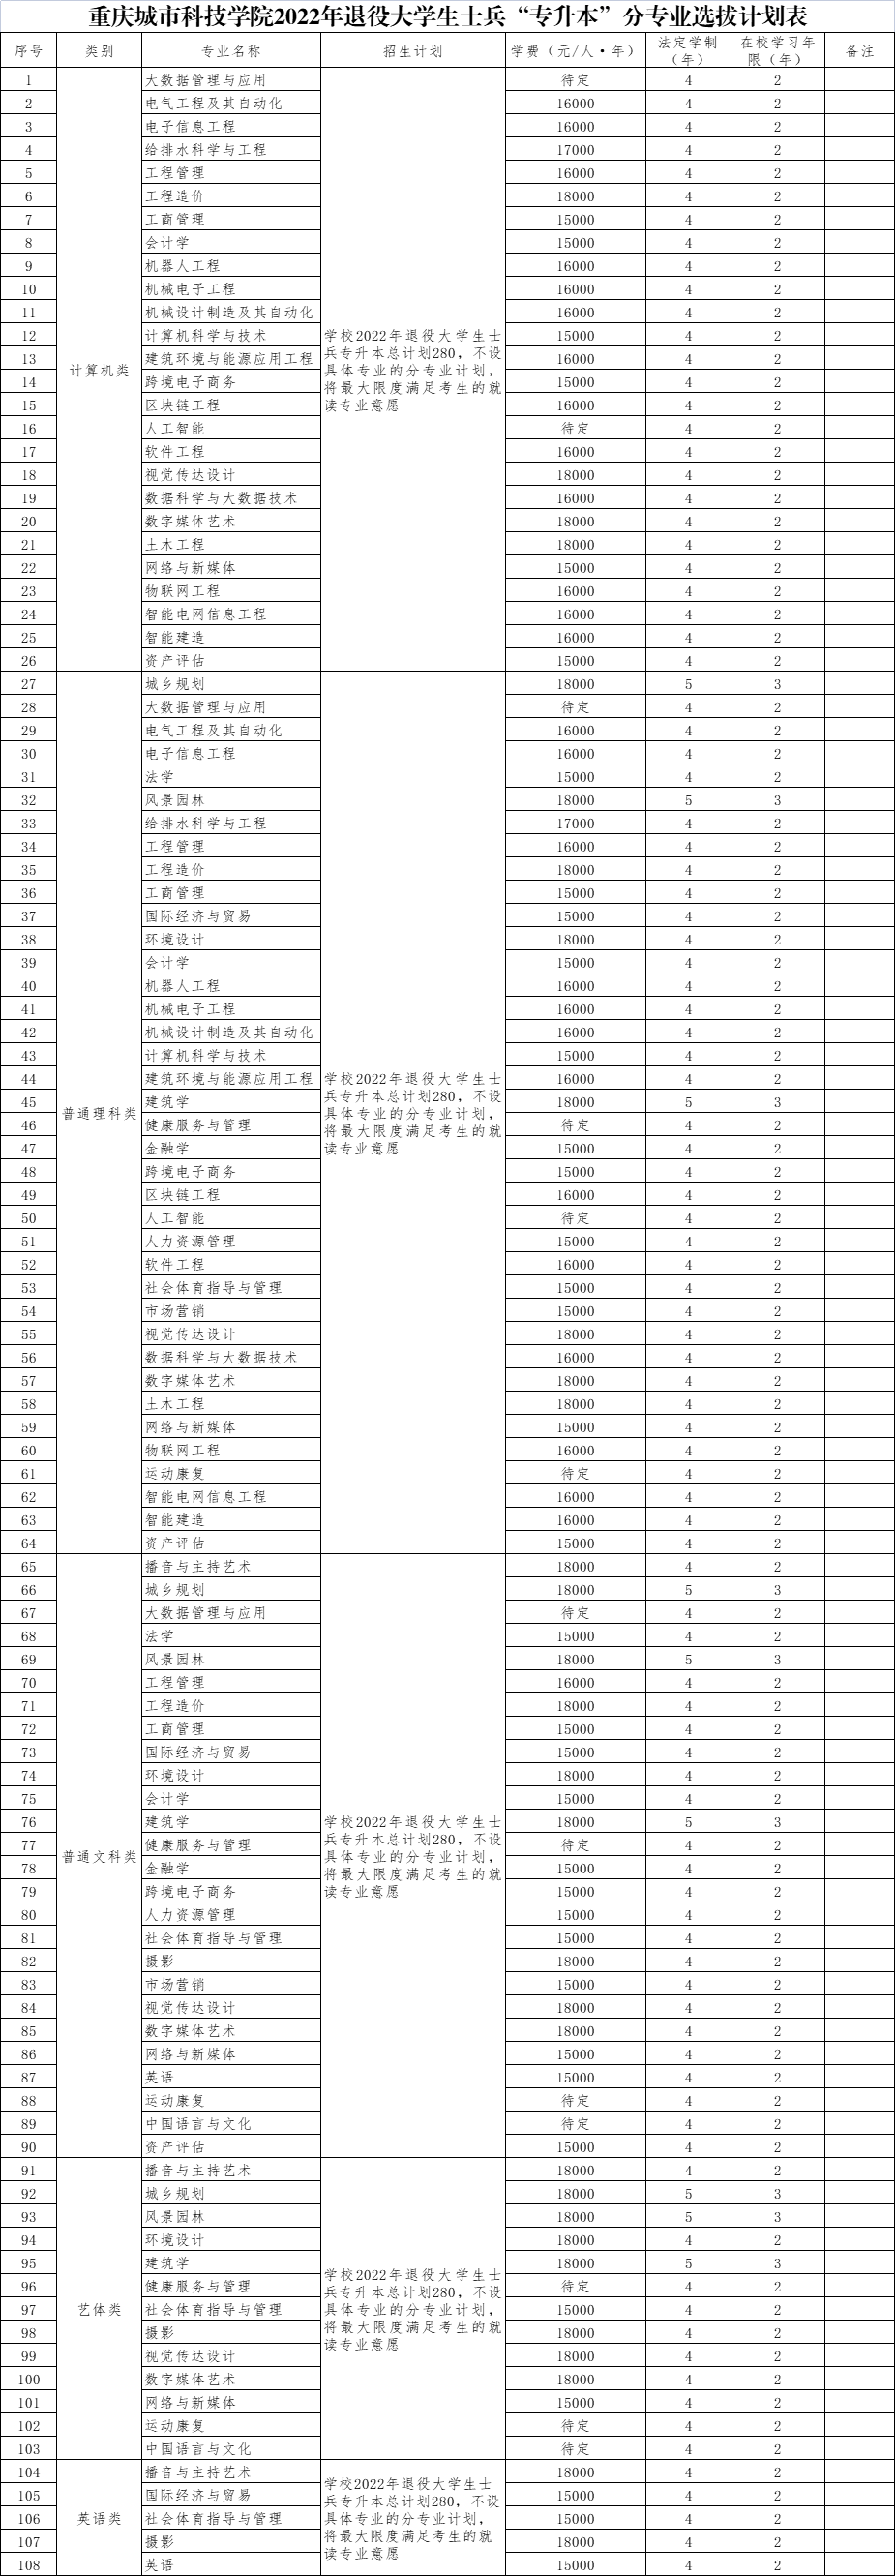 重庆城市科技学院2022年退役大学生士兵“专升本”分专业选拔计划表
序号 类别 专业名称 招生计划 学费（元/人·年） 法定学制（年） 在校学习年限（年） 备注
计算机类
学校2022年退役大学生士
兵专升本总计划280，不设
具体专业的分专业计划，
将最大限度满足考生的就
读专业意愿
1 大数据管理与应用 待定 4 2
2 电气工程及其自动化 16000 4 2
3 电子信息工程 16000 4 2
4 给排水科学与工程 17000 4 2
5 工程管理 16000 4 2
6 工程造价 18000 4 2
7 工商管理 15000 4 2
8 会计学 15000 4 2
9 机器人工程 16000 4 2
10 机械电子工程 16000 4 2
11 机械设计制造及其自动化 16000 4 2
12 计算机科学与技术 15000 4 2
13 建筑环境与能源应用工程 16000 4 2
14 跨境电子商务 15000 4 2
15 区块链工程 16000 4 2
16 人工智能 待定 4 2
17 软件工程 16000 4 2
18 视觉传达设计 18000 4 2
19 数据科学与大数据技术 16000 4 2
20 数字媒体艺术 18000 4 2
21 土木工程 18000 4 2
22 网络与新媒体 15000 4 2
23 物联网工程 16000 4 2
24 智能电网信息工程 16000 4 2
25 智能建造 16000 4 2
26 资产评估 15000 4 2
普通理科类
学校2022年退役大学生士
兵专升本总计划280，不设
具体专业的分专业计划，
将最大限度满足考生的就
读专业意愿
27 城乡规划 18000 5 3
28 大数据管理与应用 待定 4 2
29 电气工程及其自动化 16000 4 2
30 电子信息工程 16000 4 2
31 法学 15000 4 2
32 风景园林 18000 5 3
33 给排水科学与工程 17000 4 2
34 工程管理 16000 4 2
35 工程造价 18000 4 2
36 工商管理 15000 4 2
37 国际经济与贸易 15000 4 2
38 环境设计 18000 4 2
39 会计学 15000 4 2
40 机器人工程 16000 4 2
41 机械电子工程 16000 4 2
42 机械设计制造及其自动化 16000 4 2
43 计算机科学与技术 15000 4 2
44 建筑环境与能源应用工程 16000 4 2
45 建筑学 18000 5 3
46 健康服务与管理 待定 4 2
47 金融学 15000 4 2
48 跨境电子商务 15000 4 2
49 区块链工程 16000 4 2
50 人工智能 待定 4 2
51 人力资源管理 15000 4 2
52 软件工程 16000 4 2
53 社会体育指导与管理 15000 4 2
54 市场营销 15000 4 2
55 视觉传达设计 18000 4 2
56 数据科学与大数据技术 16000 4 2
57 数字媒体艺术 18000 4 2
58 土木工程 18000 4 2
59 网络与新媒体 15000 4 2
60 物联网工程 16000 4 2
61 运动康复 待定 4 2
62 智能电网信息工程 16000 4 2
63 智能建造 16000 4 2
64 资产评估 15000 4 2
普通文科类
学校2022年退役大学生士
兵专升本总计划280，不设
具体专业的分专业计划，
将最大限度满足考生的就
读专业意愿
65 播音与主持艺术 18000 4 2
66 城乡规划 18000 5 3
67 大数据管理与应用 待定 4 2
68 法学 15000 4 2
69 风景园林 18000 5 3
70 工程管理 16000 4 2
71 工程造价 18000 4 2
72 工商管理 15000 4 2
73 国际经济与贸易 15000 4 2
74 环境设计 18000 4 2
75 会计学 15000 4 2
76 建筑学 18000 5 3
77 健康服务与管理 待定 4 2
78 金融学 15000 4 2
79 跨境电子商务 15000 4 2
80 人力资源管理 15000 4 2
81 社会体育指导与管理 15000 4 2
82 摄影 18000 4 2
83 市场营销 15000 4 2
84 视觉传达设计 18000 4 2
85 数字媒体艺术 18000 4 2
86 网络与新媒体 15000 4 2
87 英语 15000 4 2
88 运动康复 待定 4 2
89 中国语言与文化 待定 4 2
90 资产评估 15000 4 2
艺体类
学校2022年退役大学生士
兵专升本总计划280，不设
具体专业的分专业计划，
将最大限度满足考生的就
读专业意愿
91 播音与主持艺术 18000 4 2
92 城乡规划 18000 5 3
93 风景园林 18000 5 3
94 环境设计 18000 4 2
95 建筑学 18000 5 3
96 健康服务与管理 待定 4 2
97 社会体育指导与管理 15000 4 2
98 摄影 18000 4 2
99 视觉传达设计 18000 4 2
100 数字媒体艺术 18000 4 2
101 网络与新媒体 15000 4 2
102 运动康复 待定 4 2
103 中国语言与文化 待定 4 2
英语类
学校2022年退役大学生士
兵专升本总计划280，不设
具体专业的分专业计划，
将最大限度满足考生的就
读专业意愿
104 播音与主持艺术 18000 4 2
105 国际经济与贸易 15000 4 2
106 社会体育指导与管理 15000 4 2
107 摄影 18000 4 2
108 英语 15000 4 2